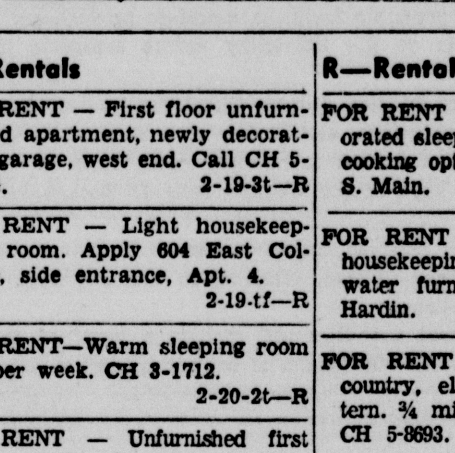 Rentals
RENT — First floor unfurn-
d apartment, newly decorat-
garage, west end. Call CH 5-
2-19-3t—R
RENT — Light housekeep-
room. Apply 604 East Col-
, side entrance, Apt. 4.
2-19-tf—R
RENT—Warm sleeping room
per week. CH 3-1712.
2-20-2t—R
RENT — Unfurnished first
R—Rental
FOR RENT
orated slee
cooking op
S. Main.
FOR RENT
housekeepin
water furn
Hardin.
FOR RENT
country, el
tern. ¾ mi
CH 5-8693.